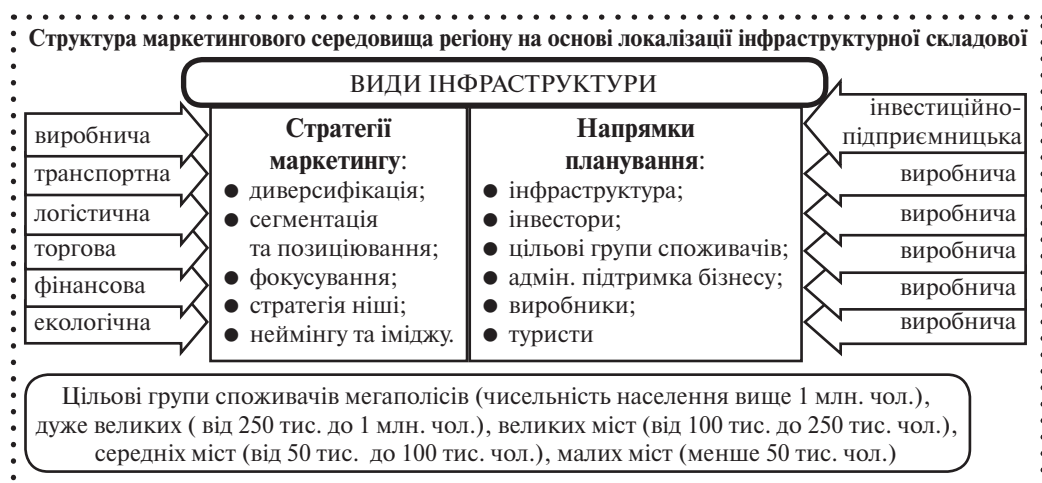 Структура маркетингового середовища регіону на основі локалізації інфраструктурної складової
ВИДИ ІНФРАСТРУКТУРИ
виробнича
транспортна
логістична
торгова
фінансова
екологічна
Стратегії
маркетингу:
● диверсифікація;
● сегментація
та позиціювання;
● фокусування;
● стратегія ніші;
● неймінгу та іміджу.
Напрямки
планування:
● інфраструктура;
● інвестори;
● цільові групи споживачів;
● адмін. підтримка бізнесу;
● виробники;
● туристи
інвестиційно-
підприємницька
виробнича
виробнича
виробнича
виробнича
виробнича
Цільові групи споживачів мегаполісів (чисельність населення вище 1 млн. чол.),
дуже великих ( від 250 тис. до 1 млн. чол.), великих міст (від 100 тис. до 250 тис. чол.),
середніх міст (від 50 тис. до 100 тис. чол.), малих міст (менше 50 тис. чол.)